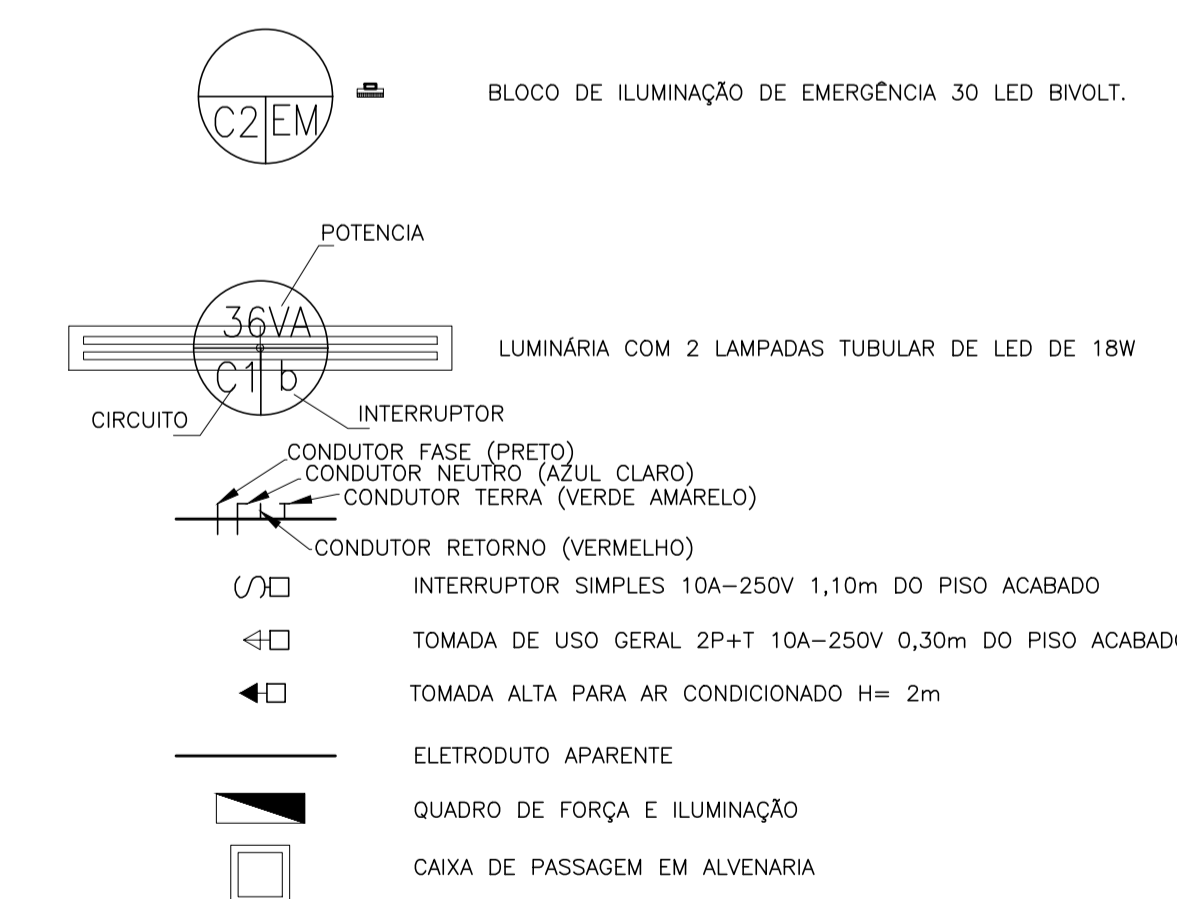 C2 EM
BLOCO DE ILUMINAÇÃO DE EMERGÊNCIA 30 LED BIVOLT.
POTENCIA
36VA
C1 b
LUMINÁRIA COM 2 LAMPADAS TUBULAR DE LED DE 18W
CIRCUITO
INTERRUPTOR
CONDUTOR FASE (PRETO)
CONDUTOR NEUTRO (AZUL CLARO)
CONDUTOR TERRA (VERDE AMARELO)
CONDUTOR RETORNO (VERMELHO)
INTERRUPTOR SIMPLES 10A-250V 1,10m DO PISO ACABADO
TOMADA DE USO GERAL 2P+T 10A-250V 0,30m DO PISO ACABADO
TOMADA ALTA PARA AR CONDICIONADO H= 2m
ELETRODUTO APARENTE
QUADRO DE FORÇA E ILUMINAÇÃO
CAIXA DE PASSAGEM EM ALVENARIA